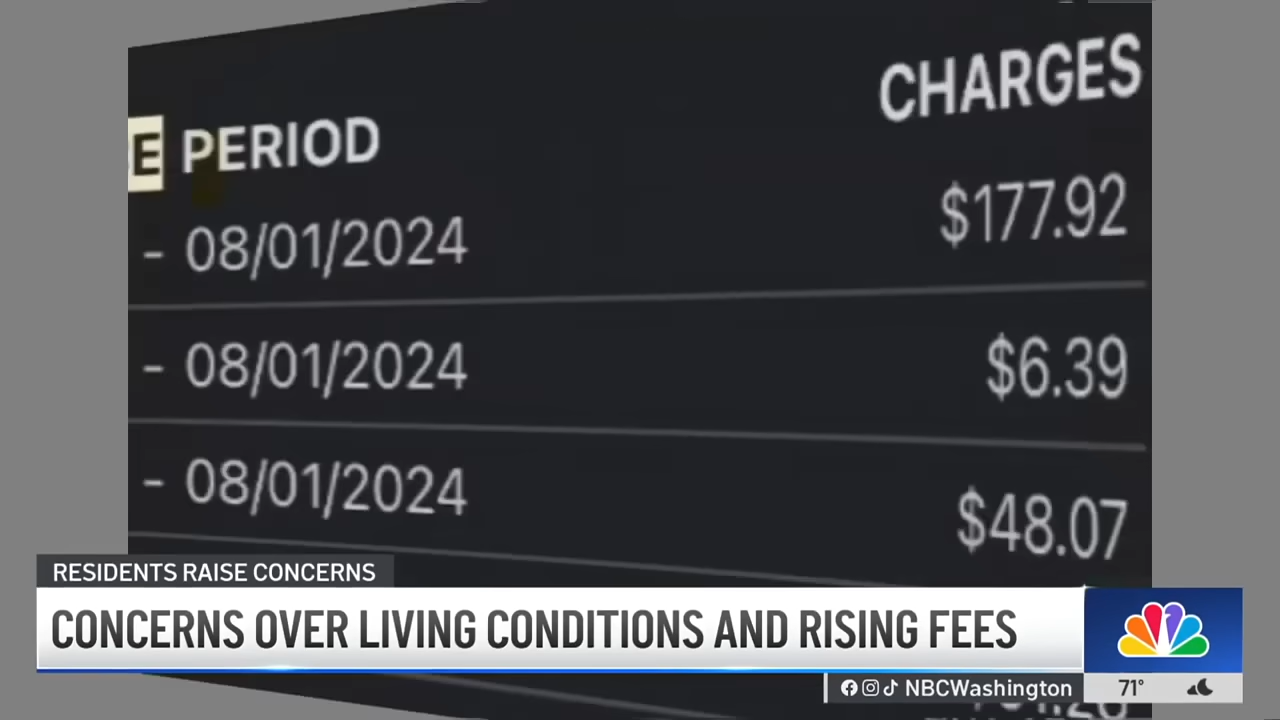 E PERIOD CHARGES
- 08/01/2024 $177.92
- 08/01/2024 $6.39
- 08/01/2024 $48.07
RESIDENTS RAISE CONCERNS
CONCERNS OVER LIVING CONDITIONS AND RISING FEES
NBCWashington 71°